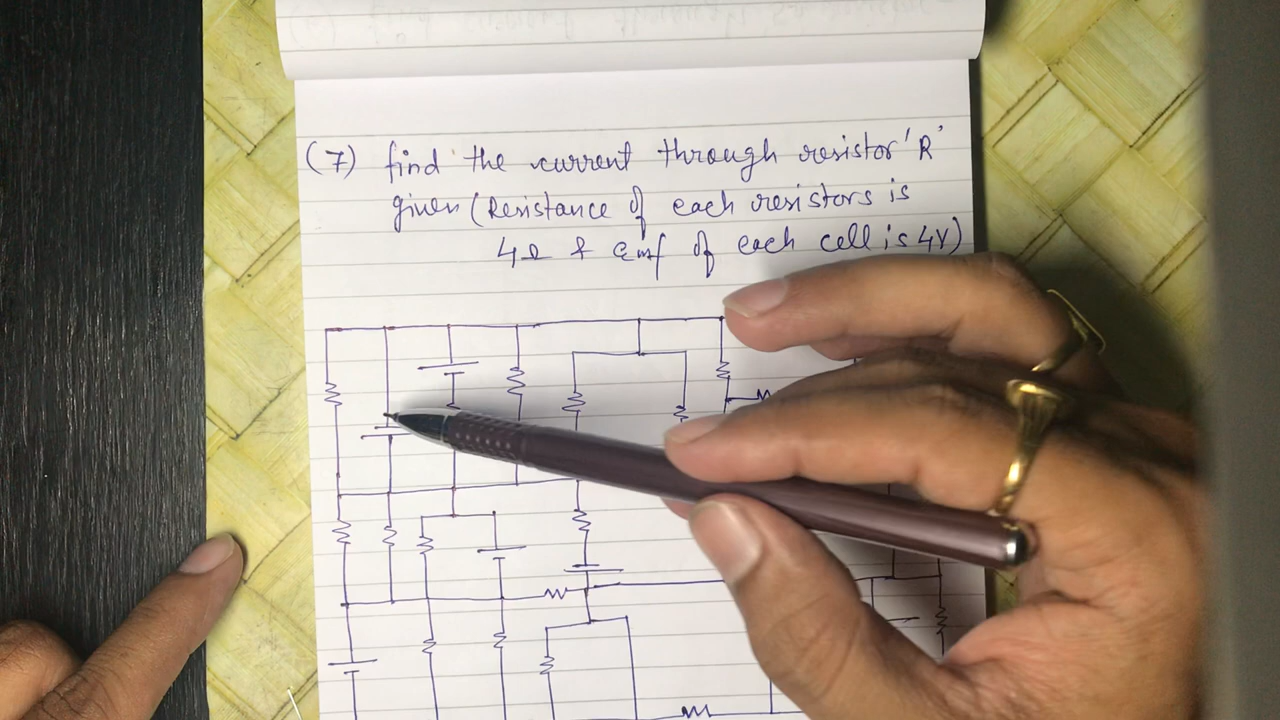 (7) find the current through resistor 'R'
given (Resistance of each resistors is
4Ω & emf of each cell is 4V)